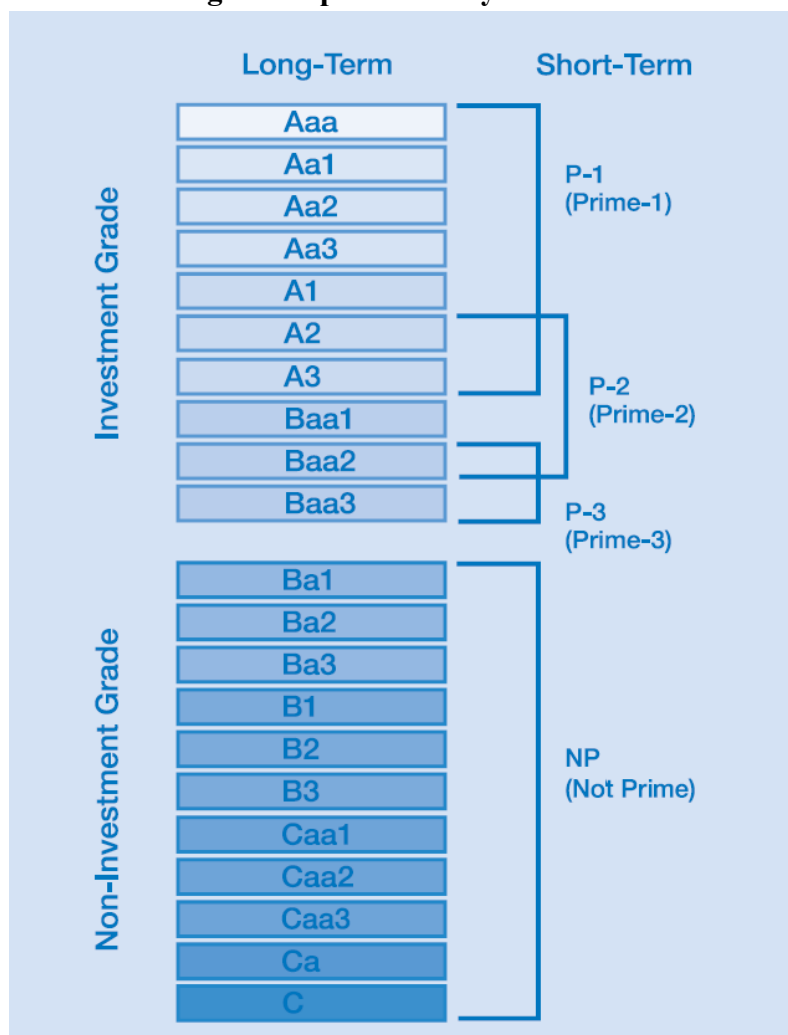 Long-Term
Short-Term
Investment Grade
Aaa
Aa1
Aa2
Aa3
A1
A2
A3
Baa1
Baa2
Baa3
P-1
(Prime-1)
P-2
(Prime-2)
P-3
(Prime-3)
Non-Investment Grade
Ba1
Ba2
Ba3
B1
B2
B3
Caa1
Caa2
Caa3
Ca
C
NP
(Not Prime)